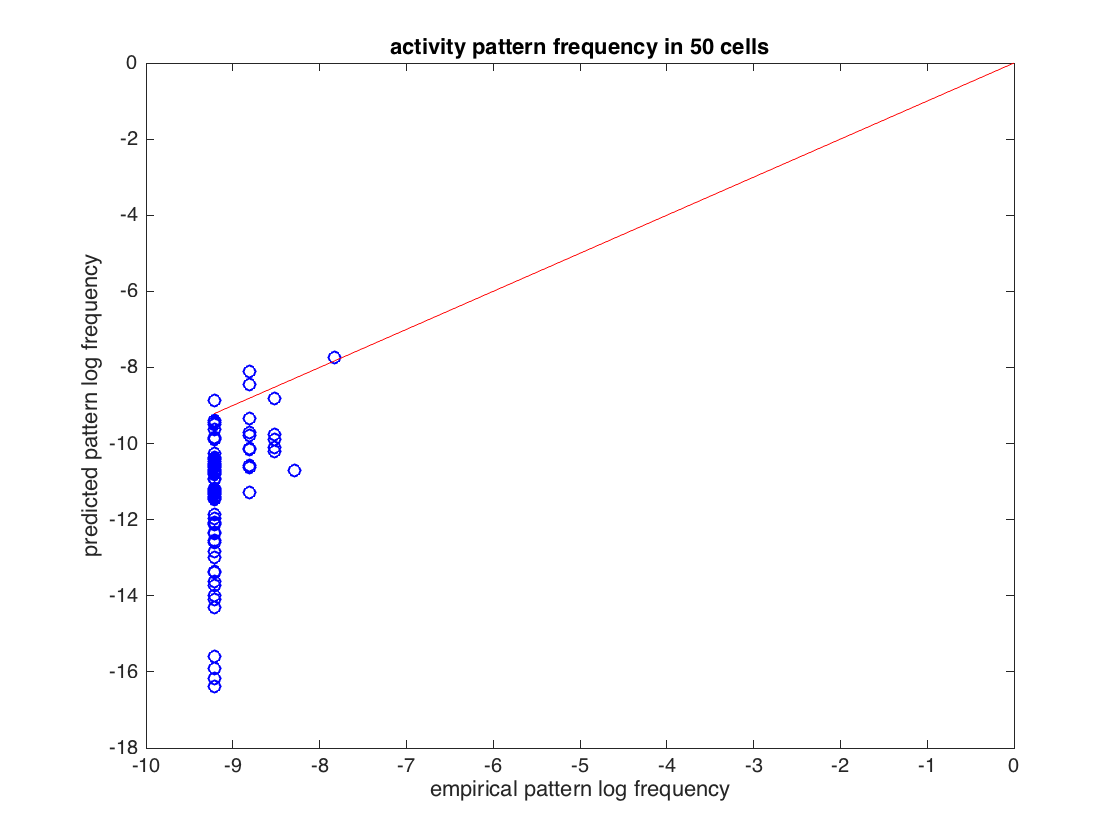 activity pattern frequency in 50 cells
0
-2
-4
-6
-8
-10
-12
-14
-16
-18
predicted pattern log frequency
-10 -9 -8 -7 -6 -5 -4 -3 -2 -1 0
empirical pattern log frequency